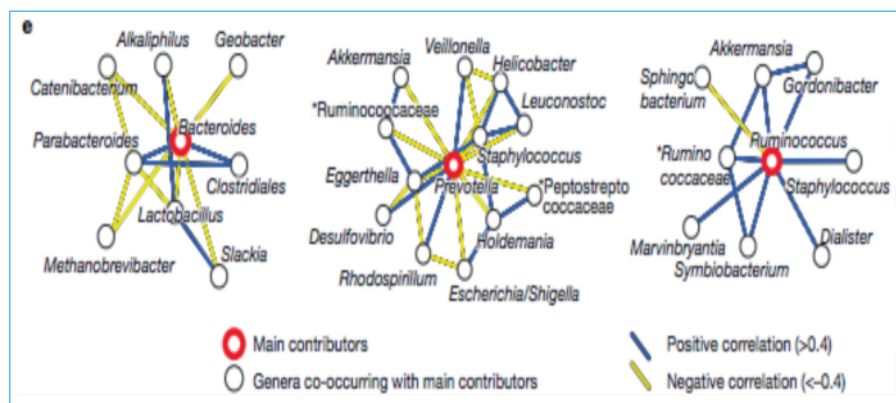 e
Alkaliphilus
Geobacter
Catenibacterium
Bacteroides
Parabacteroides
Clostridiales
Lactobacillus
Methanobrevibacter
Slackia
Akkermansia
Veillonella
Helicobacter
*Ruminococcaceae
Leuconostoc
Staphylococcus
Eggerthella
Prevotella
*Peptostrepto
coccaceae
Desulfovibrio
Holdemania
Rhodospirillum
Escherichia/Shigella
Akkermansia
Sphingo
bacterium
Gordonibacter
Ruminococcus
*Rumino
coccaceae
Staphylococcus
Marvinbryantia
Dialister
Symbiobacterium
Main contributors
Positive correlation (>0.4)
Genera co-occurring with main contributors
Negative correlation (<-0.4)